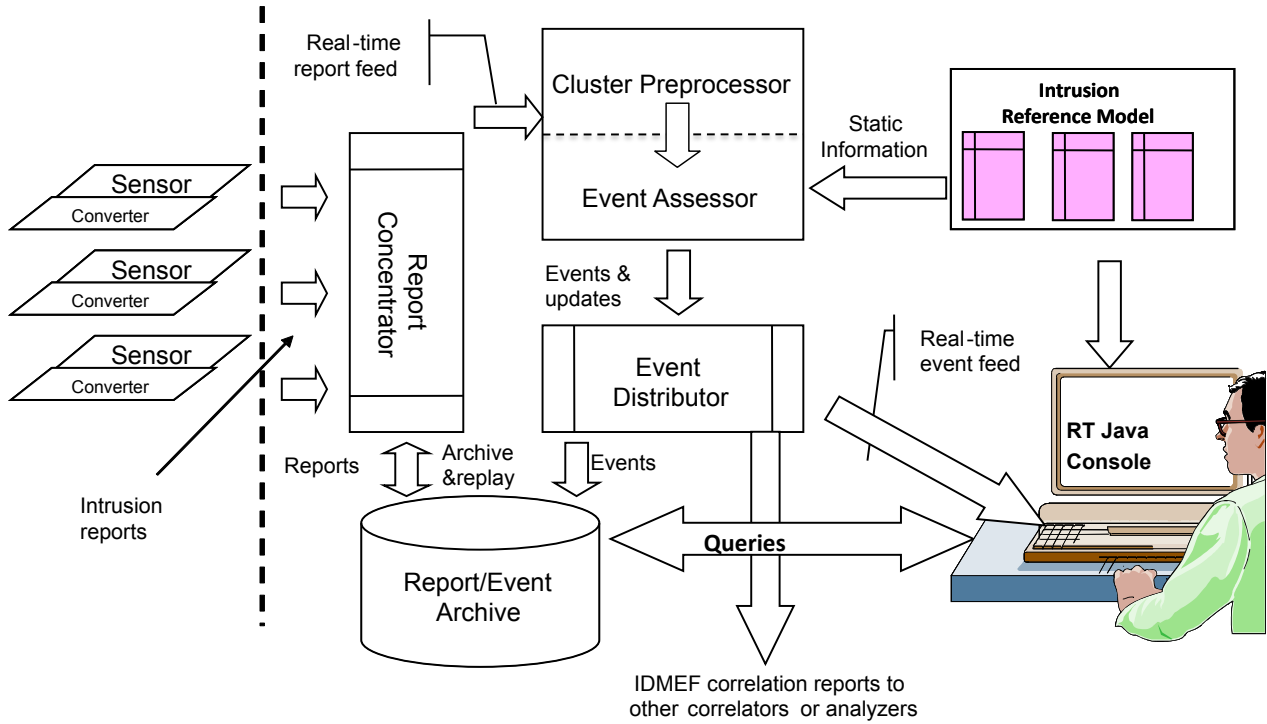 Real-time
report feed
Cluster Preprocessor
Event Assessor
Static
Information
Intrusion
Reference Model
Sensor
Converter
Sensor
Converter
Sensor
Converter
Report
Concentrator
Events &
updates
Event
Distributor
Real-time
event feed
RT Java
Console
Reports
Archive
&replay
Events
Intrusion
reports
Queries
Report/Event
Archive
IDMEF correlation reports to
other correlators or analyzers